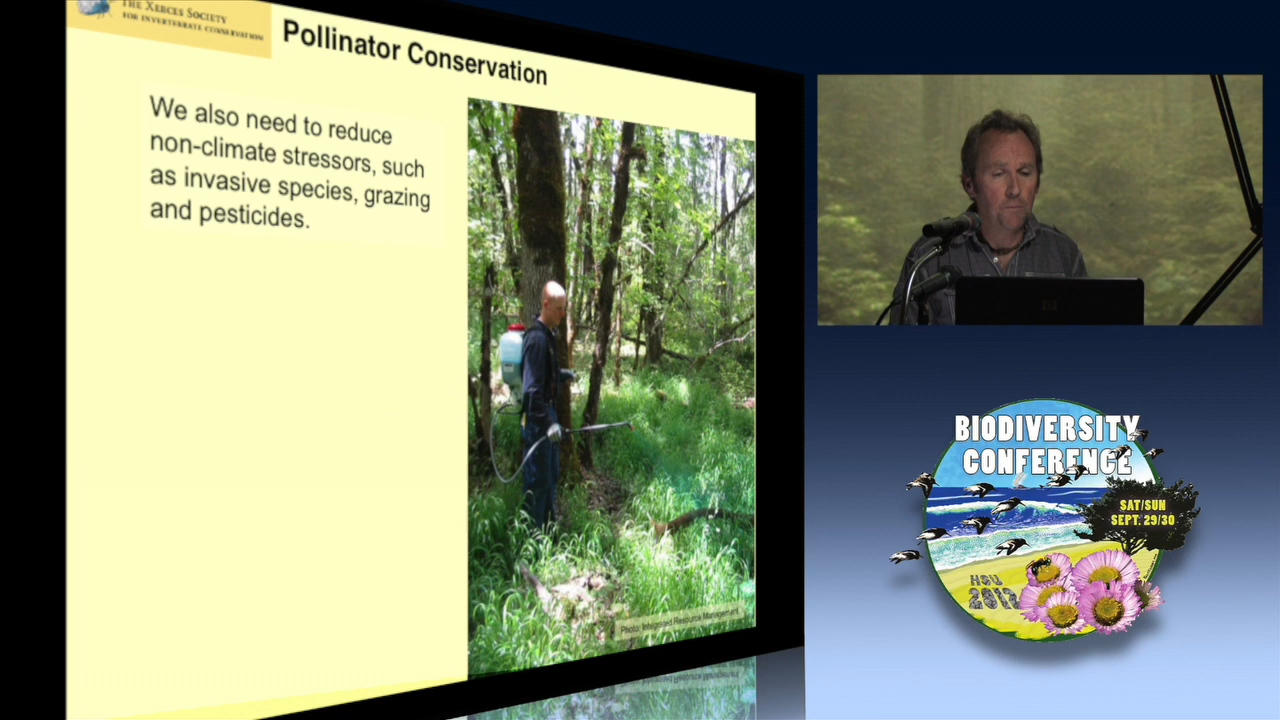 THE XERCES SOCIETY
FOR INVERTEBRATE CONSERVATION
Pollinator Conservation
We also need to reduce
non-climate stressors, such
as invasive species, grazing
and pesticides.
Photo: Integrated Resource Management
BIODIVERSITY
CONFERENCE
SAT/SUN
SEPT. 29/30
HSU
2012